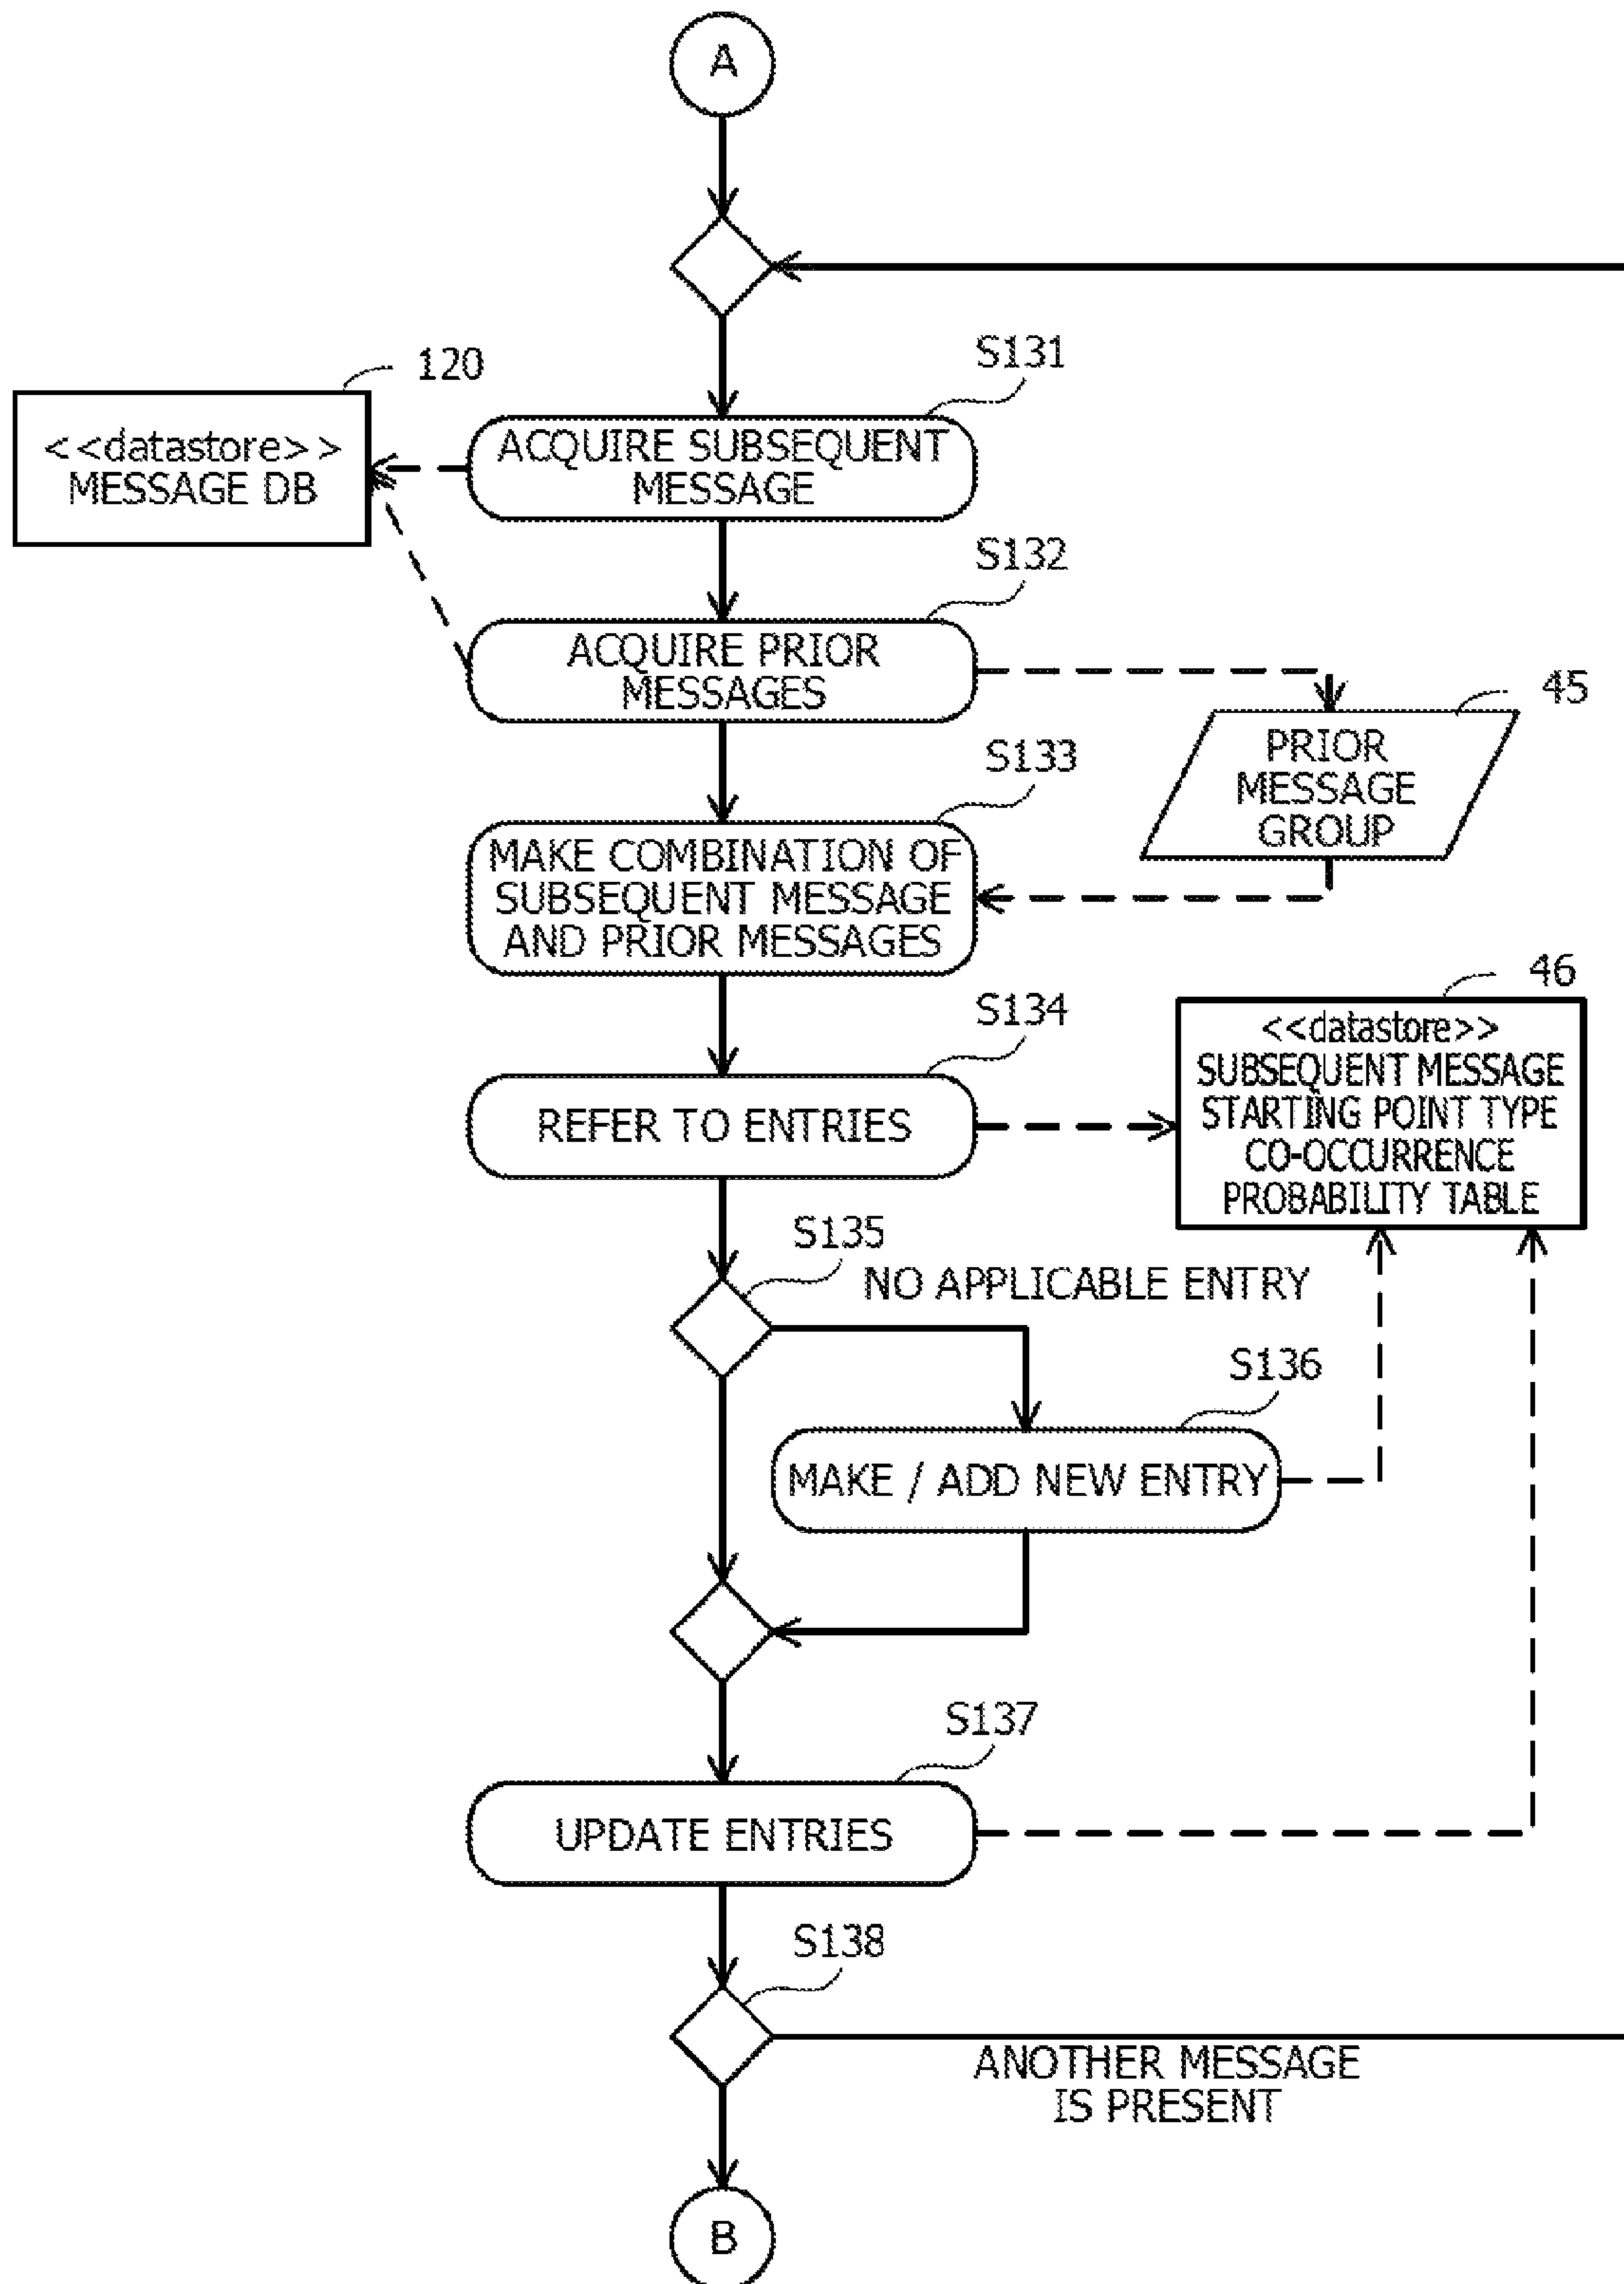 A
S131
120
ACQUIRE SUBSEQUENT
MESSAGE
<<datastore>>
MESSAGE DB
S132
ACQUIRE PRIOR
MESSAGES
45
PRIOR
MESSAGE
GROUP
S133
MAKE COMBINATION OF
SUBSEQUENT MESSAGE
AND PRIOR MESSAGES
46
<<datastore>>
SUBSEQUENT MESSAGE
STARTING POINT TYPE
CO-OCCURRENCE
PROBABILITY TABLE
S134
REFER TO ENTRIES
S135
NO APPLICABLE ENTRY
S136
MAKE / ADD NEW ENTRY
S137
UPDATE ENTRIES
S138
ANOTHER MESSAGE
IS PRESENT
B